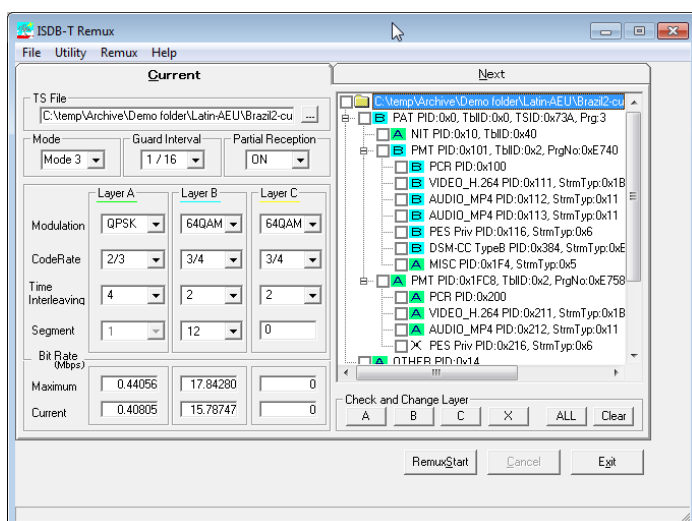 ISDB-T Remux
File Utility Remux Help
Current
Next
TS File
C:\temp\Archive\Demo folder\Latin-AEU\Brazil2-cu ...
Mode Guard Interval Partial Reception
Mode 3 1 / 16 ON
Layer A Layer B Layer C
Modulation QPSK 64QAM 64QAM
CodeRate 2/3 3/4 3/4
Time Interleaving 4 2 2
Segment 1 12 0
Bit Rate (Mbps)
Maximum 0.44056 17.84280 0
Current 0.40805 15.78747 0
C:\temp\Archive\Demo folder\Latin-AEU\Brazil2-cu
B PAT PID:0x0, TblID:0x0, TSID:0x73A, Prg:3
A NIT PID:0x10, TblID:0x40
B PMT PID:0x101, TblID:0x2, PrgNo:0xE740
B PCR PID:0x100
B VIDEO_H.264 PID:0x111, StrmTyp:0x1B
B AUDIO_MP4 PID:0x112, StrmTyp:0x11
B AUDIO_MP4 PID:0x113, StrmTyp:0x11
B PES Priv PID:0x116, StrmTyp:0x6
B DSM-CC TypeB PID:0x384, StrmTyp:0xE
A MISC PID:0x1F4, StrmTyp:0x5
A PMT PID:0x1FC8, TblID:0x2, PrgNo:0xE758
A PCR PID:0x200
A VIDEO_H.264 PID:0x211, StrmTyp:0x1B
A AUDIO_MP4 PID:0x212, StrmTyp:0x11
X PES Priv PID:0x216, StrmTyp:0x6
A OTHER PID:0x14
Check and Change Layer
A B C X ALL Clear
RemuxStart Cancel Exit